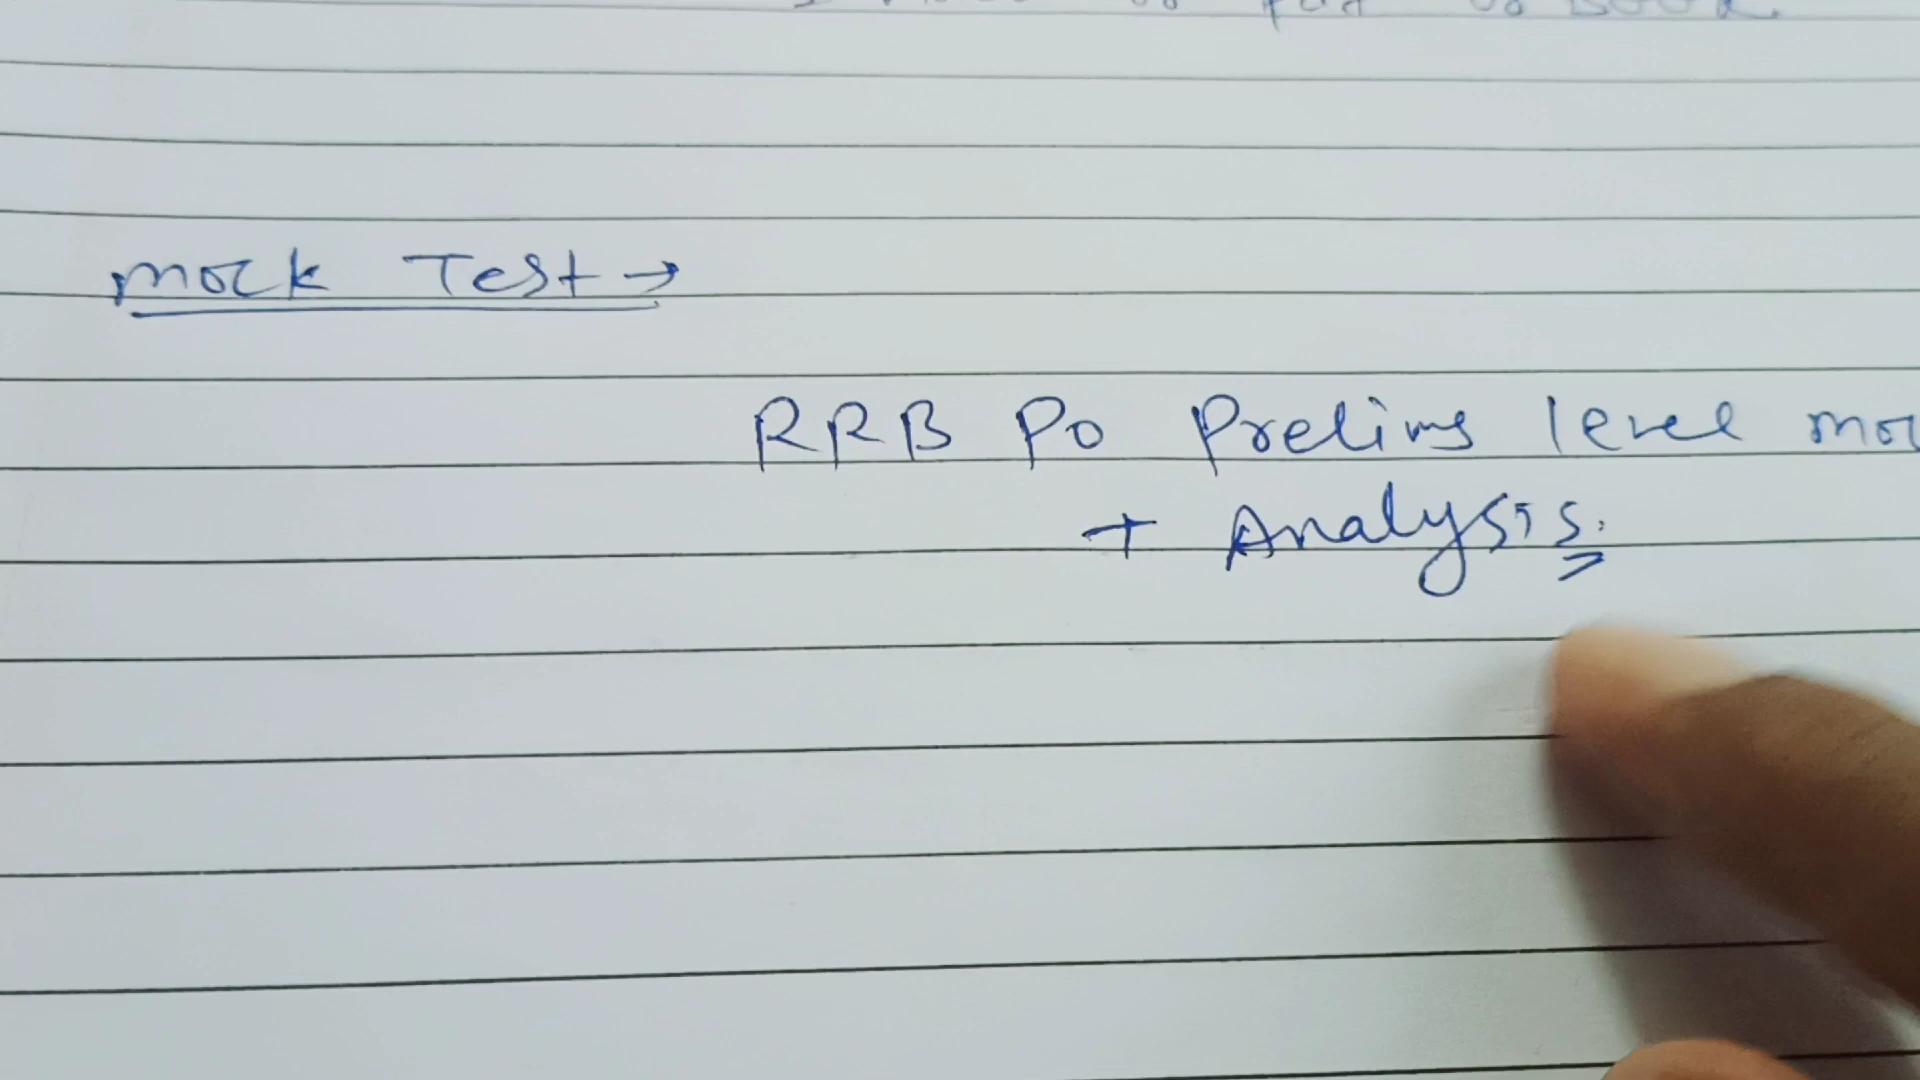 mock Test →
RRB PO Prelims level
+ Analysis.